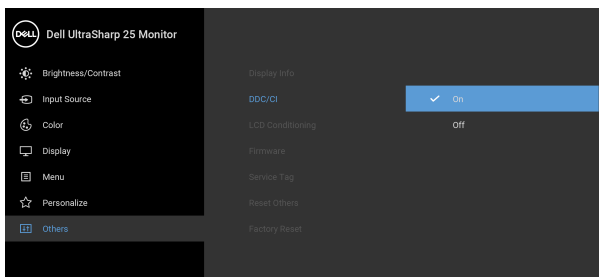 DELL
Dell UltraSharp 25 Monitor
Brightness/Contrast
Display Info
Input Source
DDC/CI
On
Color
LCD Conditioning
Off
Display
Firmware
Menu
Service Tag
Personalize
Reset Others
Others
Factory Reset